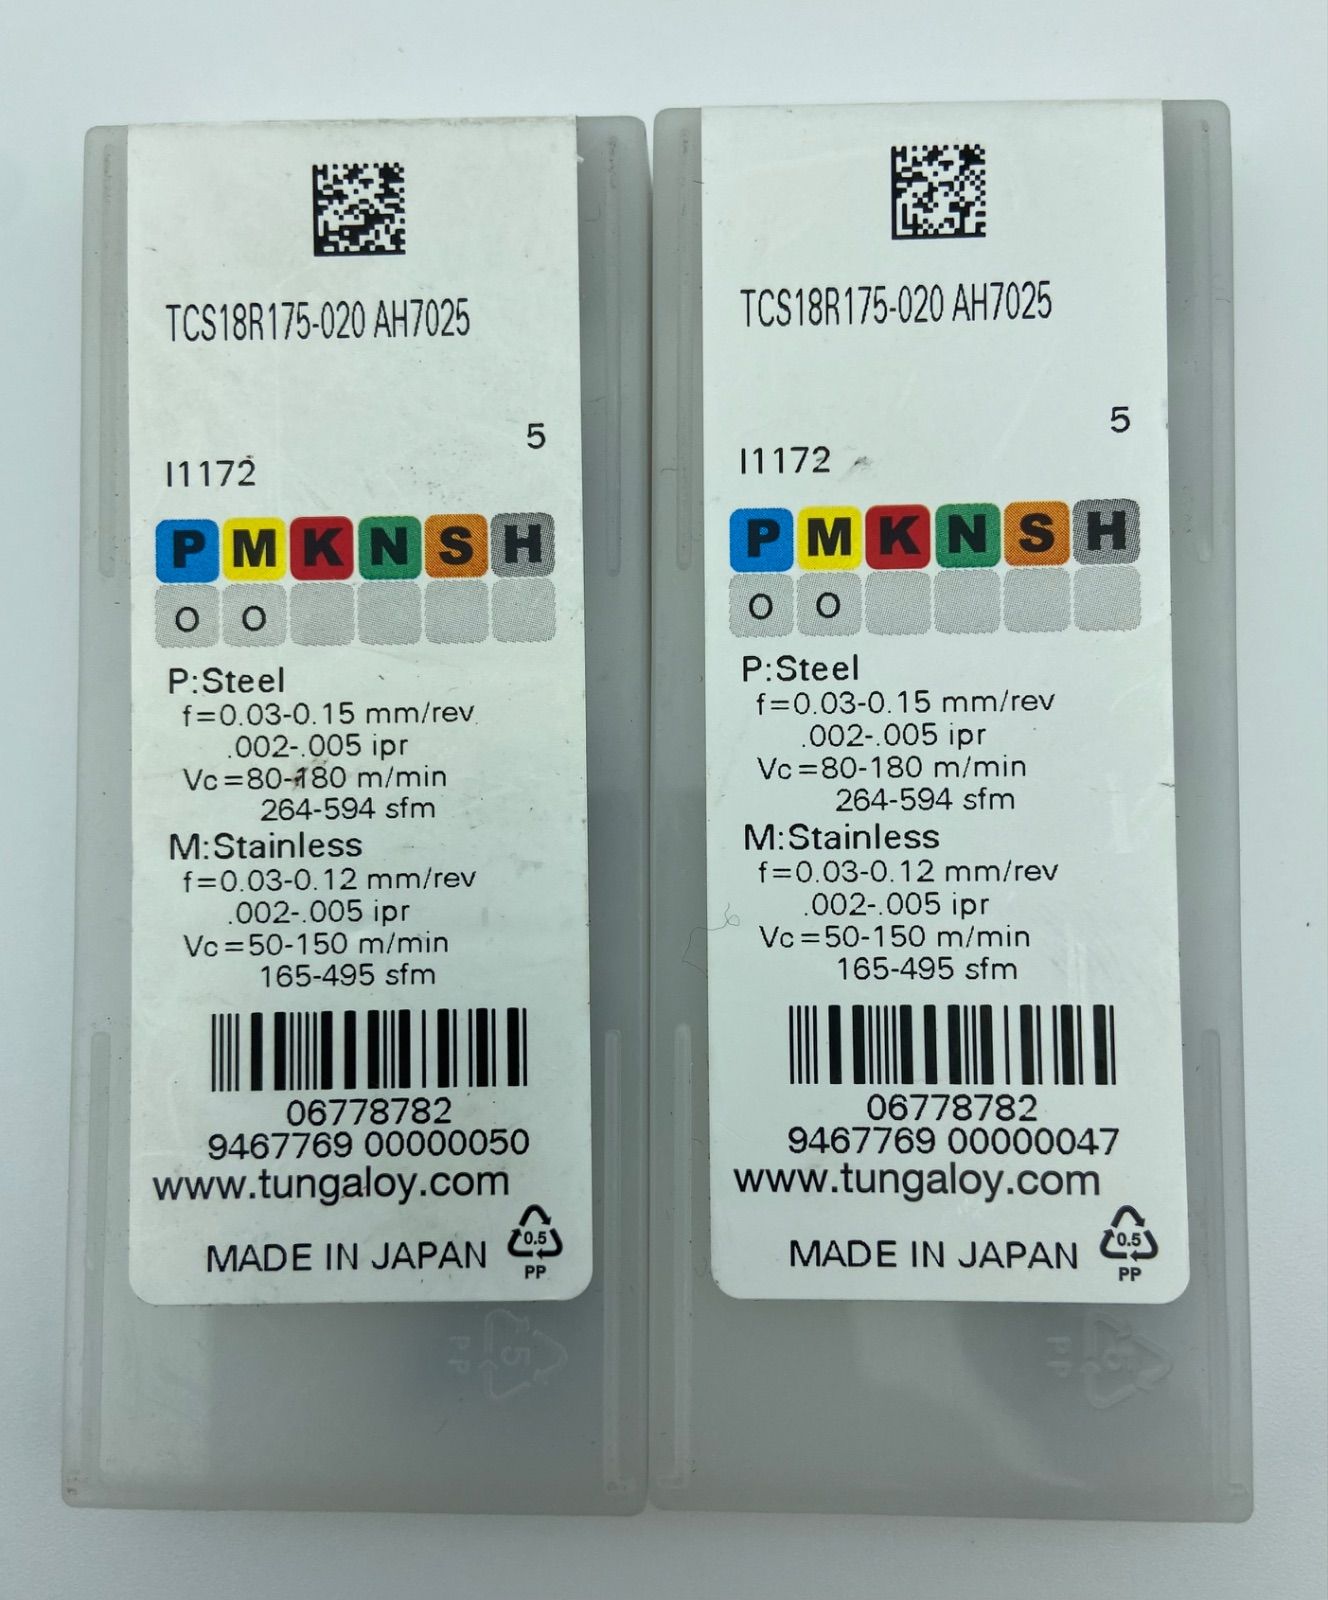 TCS18R175-020 AH7025
5
I1172
P M K N S H
O O
P:Steel
f=0.03-0.15 mm/rev
.002-.005 ipr
Vc=80-180 m/min
264-594 sfm
M:Stainless
f=0.03-0.12 mm/rev
.002-.005 ipr
Vc=50-150 m/min
165-495 sfm
06778782
9467769 00000050
www.tungaloy.com
MADE IN JAPAN
0.5
PP
5
PP
TCS18R175-020 AH7025
5
I1172
P M K N S H
O O
P:Steel
f=0.03-0.15 mm/rev
.002-.005 ipr
Vc=80-180 m/min
264-594 sfm
M:Stainless
f=0.03-0.12 mm/rev
.002-.005 ipr
Vc=50-150 m/min
165-495 sfm
06778782
9467769 00000047
www.tungaloy.com
MADE IN JAPAN
0.5
PP
5
PP